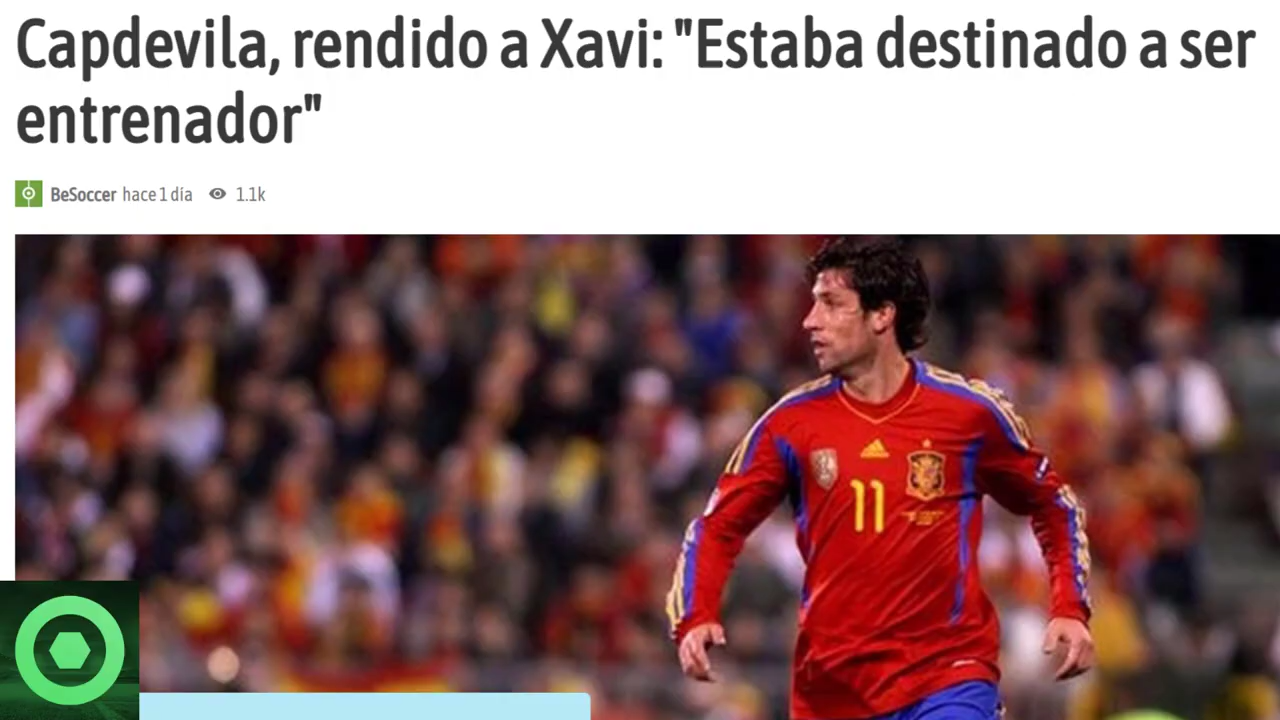 Capdevila, rendido a Xavi: "Estaba destinado a ser
entrenador"
BeSoccer hace 1 día 1.1k
11